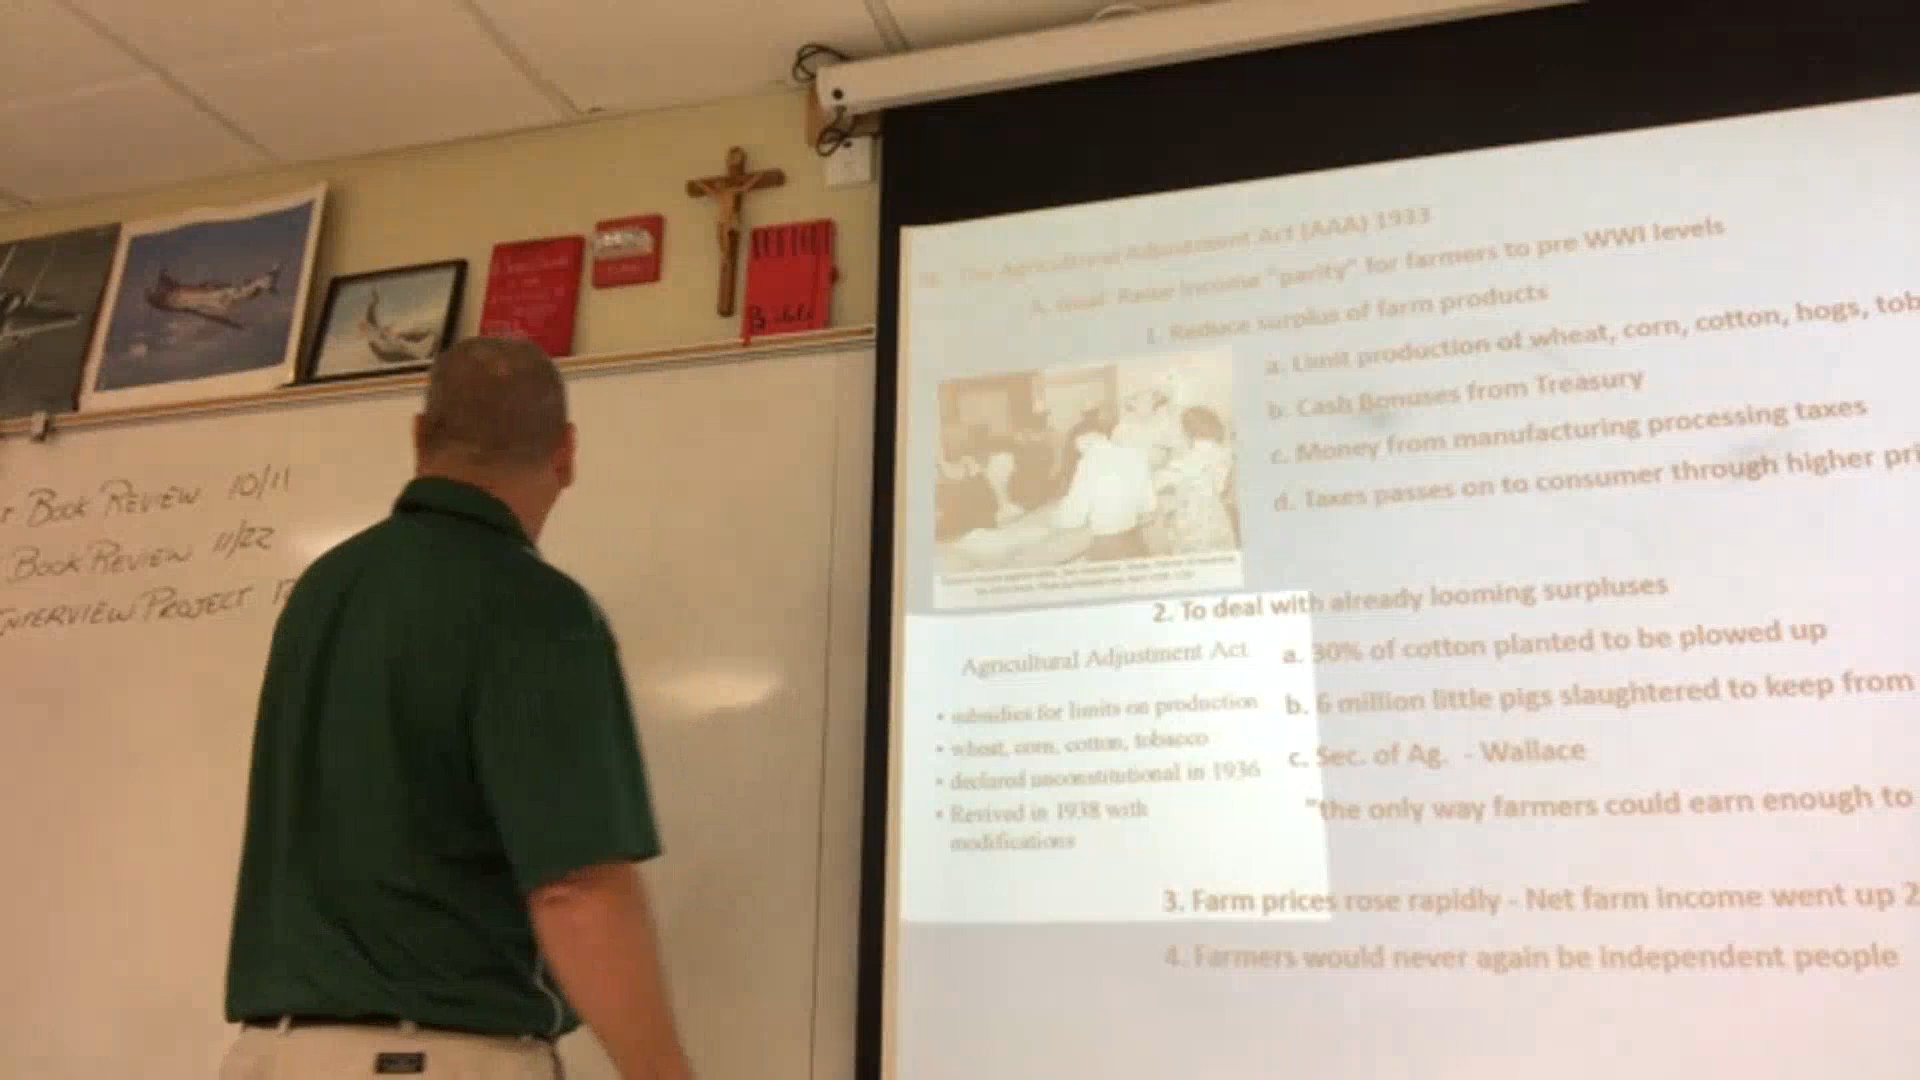 Book Review 10/11
Book Review 11/22
Interview Project
Bible
The Agricultural Adjustment Act (AAA) 1933
A. Goal: Raise income "parity" for farmers to pre WWI levels
1. Reduce surplus of farm products
a. Limit production of wheat, corn, cotton, hogs, tob
b. Cash Bonuses from Treasury
c. Money from manufacturing processing taxes
d. Taxes passes on to consumer through higher pri
2. To deal with already looming surpluses
a. 30% of cotton planted to be plowed up
b. 6 million little pigs slaughtered to keep from
c. Sec. of Ag. - Wallace
"the only way farmers could earn enough to
3. Farm prices rose rapidly - Net farm income went up 2
4. Farmers would never again be independent people
Agricultural Adjustment Act
• subsidies for limits on production
• wheat, corn, cotton, tobacco
• declared unconstitutional in 1936
• Revived in 1938 with
modifications